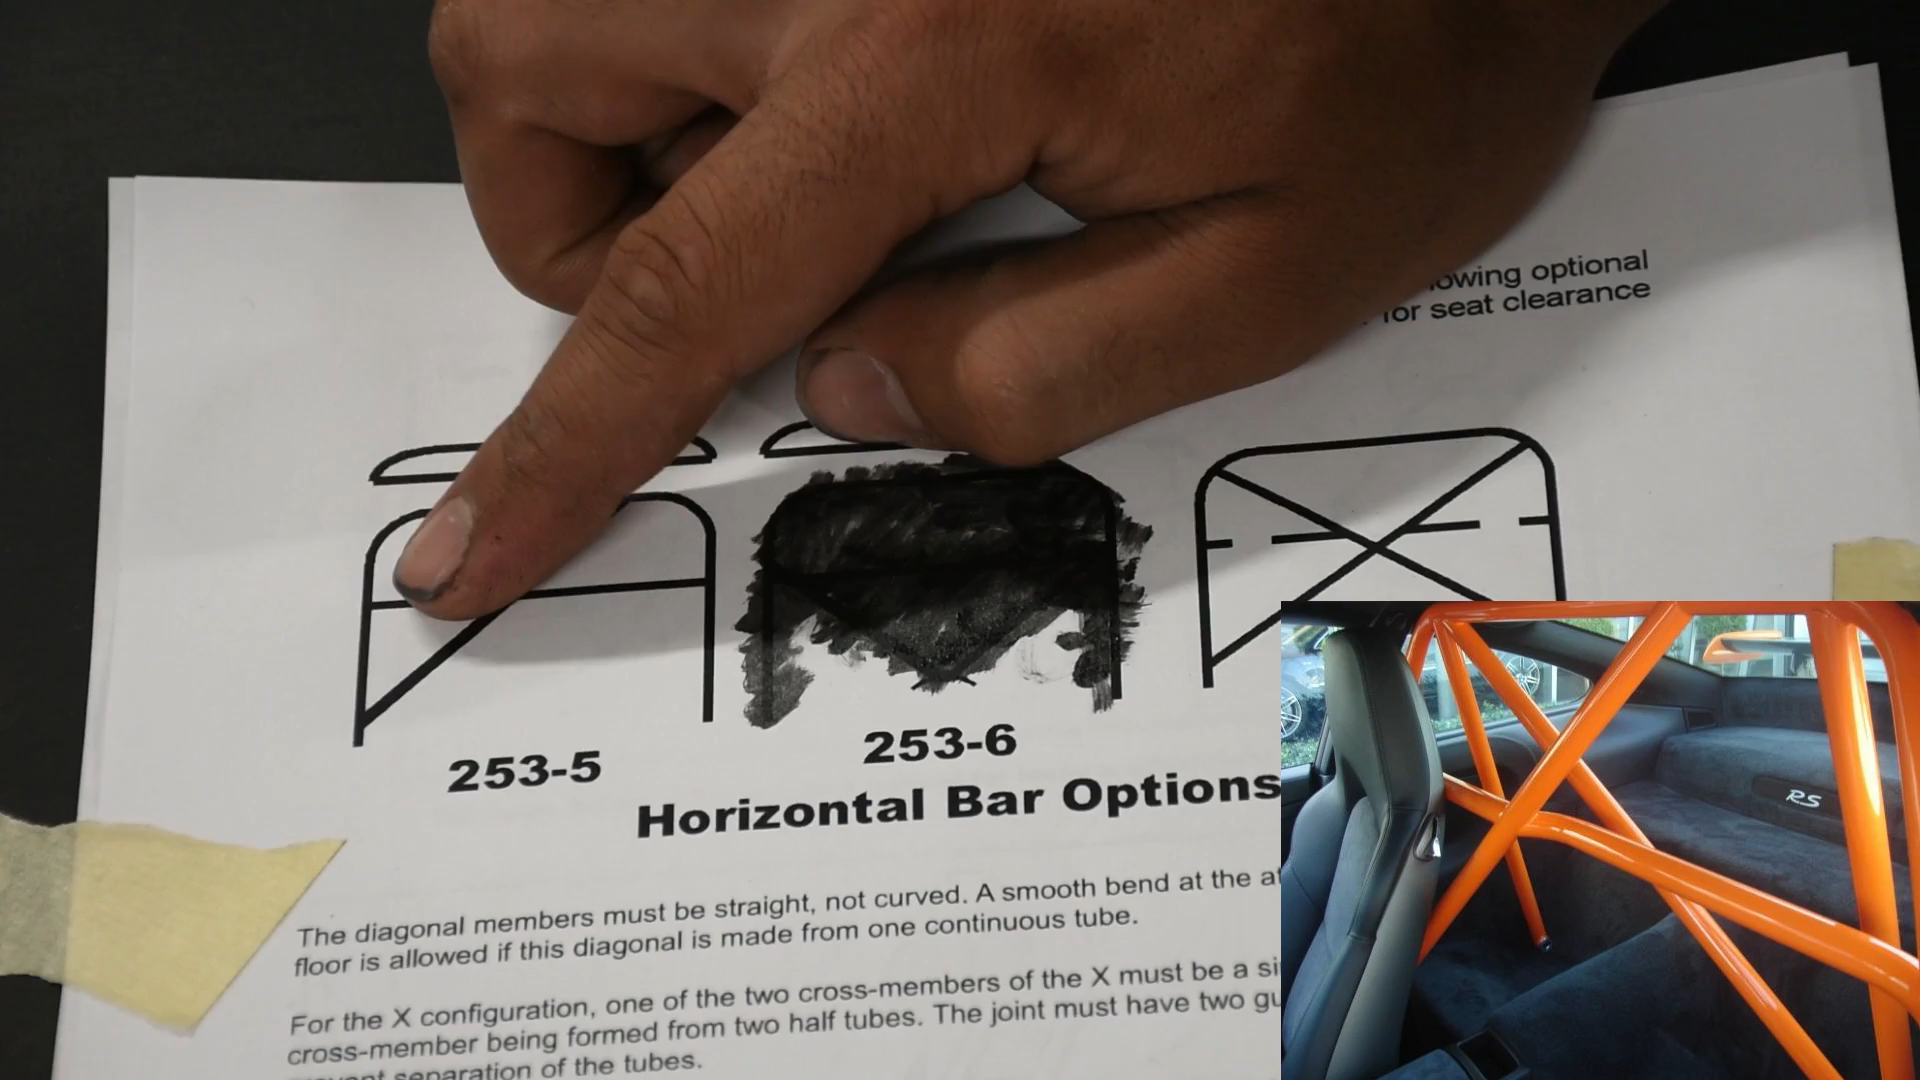 lowing optional
for seat clearance
253-5
253-6
Horizontal Bar Options
The diagonal members must be straight, not curved. A smooth bend at the
floor is allowed if this diagonal is made from one continuous tube.
For the X configuration, one of the two cross-members of the X must be a
cross-member being formed from two half tubes. The joint must have two
separation of the tubes.
RS